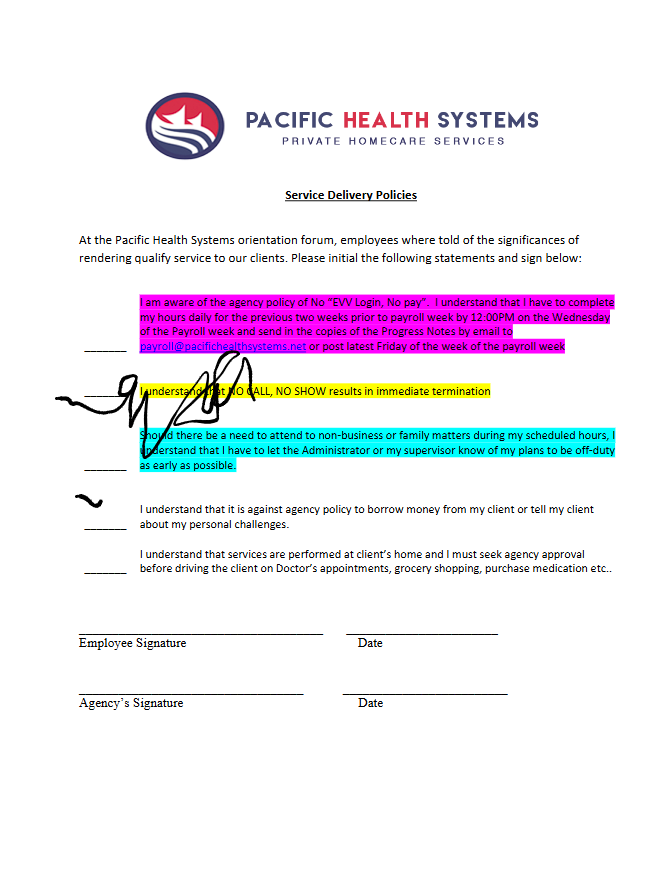 PACIFIC HEALTH SYSTEMS
PRIVATE HOMECARE SERVICES
Service Delivery Policies
At the Pacific Health Systems orientation forum, employees where told of the significances of
rendering qualify service to our clients. Please initial the following statements and sign below:
I am aware of the agency policy of No “EVV Login, No pay”. I understand that I have to complete
my hours daily for the previous two weeks prior to payroll week by 12:00PM on the Wednesday
of the Payroll week and send in the copies of the Progress Notes by email to
_______ payroll@pacifichealthsystems.net or post latest Friday of the week of the payroll week
_______ I understand that NO CALL, NO SHOW results in immediate termination
Should there be a need to attend to non-business or family matters during my scheduled hours, I
understand that I have to let the Administrator or my supervisor know of my plans to be off-duty
_______ as early as possible.
I understand that it is against agency policy to borrow money from my client or tell my client
_______ about my personal challenges.
I understand that services are performed at client’s home and I must seek agency approval
_______ before driving the client on Doctor’s appointments, grocery shopping, purchase medication etc..
Employee Signature Date
Agency’s Signature Date